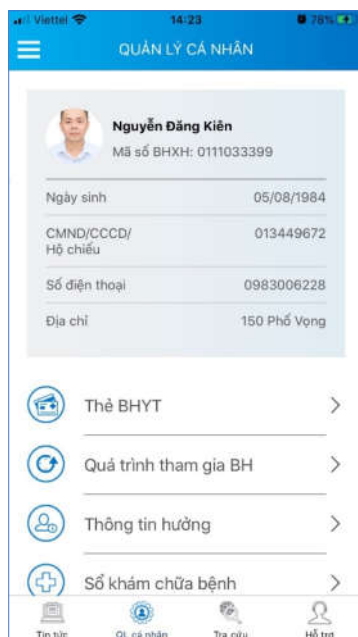 Viettel 14:23 78%
QUẢN LÝ CÁ NHÂN
Nguyễn Đăng Kiên
Mã số BHXH: 0111033399
Ngày sinh 05/08/1984
CMND/CCCD/ 013449672
Hộ chiếu
Số điện thoại 0983006228
Địa chỉ 150 Phố Vọng
Thẻ BHYT
Quá trình tham gia BH
Thông tin hưởng
Sổ khám chữa bệnh
Tin tức QL cá nhân Tra cứu Hỗ trợ